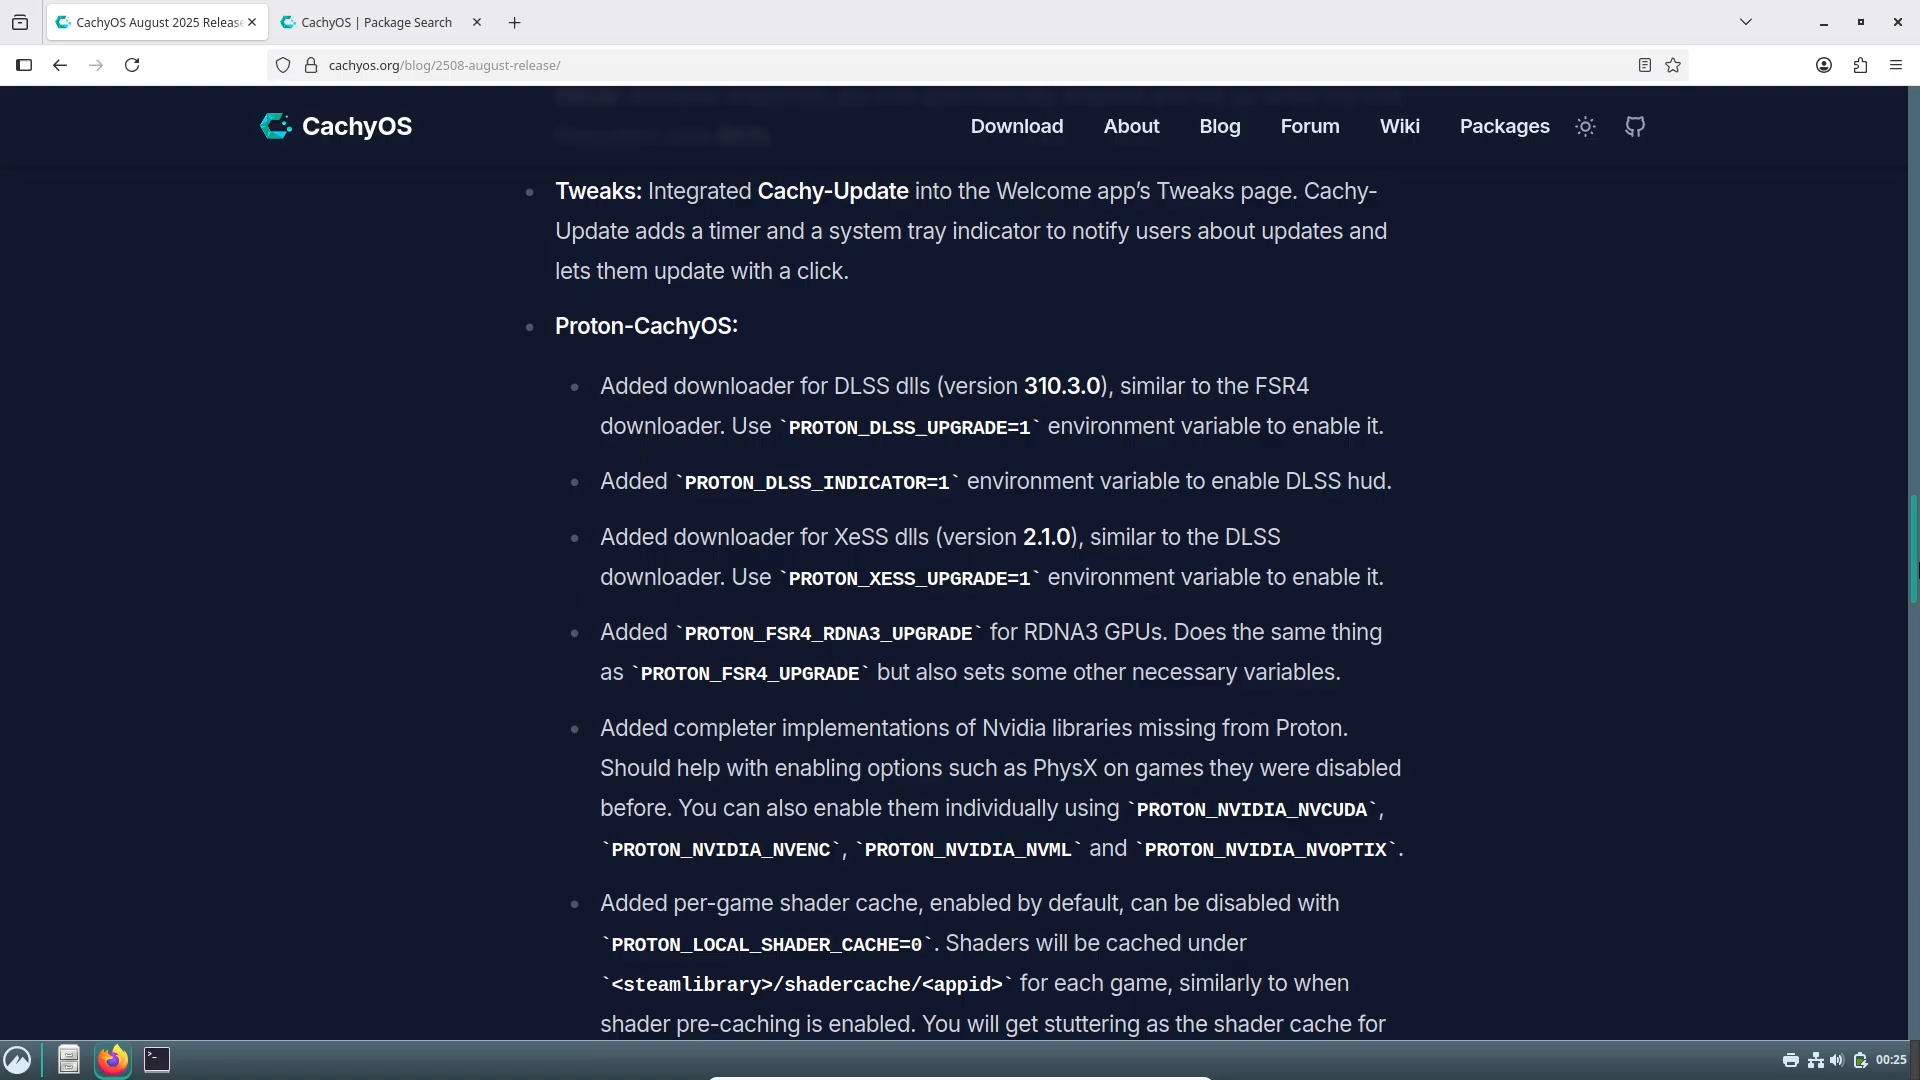 CachyOS August 2025 Release
CachyOS | Package Search
cachyos.org/blog/2508-august-release/
CachyOS
Download
About
Blog
Forum
Wiki
Packages
Tweaks: Integrated Cachy-Update into the Welcome app’s Tweaks page. Cachy-
Update adds a timer and a system tray indicator to notify users about updates and
lets them update with a click.
Proton-CachyOS:
Added downloader for DLSS dlls (version 310.3.0), similar to the FSR4
downloader. Use `PROTON_DLSS_UPGRADE=1` environment variable to enable it.
Added `PROTON_DLSS_INDICATOR=1` environment variable to enable DLSS hud.
Added downloader for XeSS dlls (version 2.1.0), similar to the DLSS
downloader. Use `PROTON_XESS_UPGRADE=1` environment variable to enable it.
Added `PROTON_FSR4_RDNA3_UPGRADE` for RDNA3 GPUs. Does the same thing
as `PROTON_FSR4_UPGRADE` but also sets some other necessary variables.
Added completer implementations of Nvidia libraries missing from Proton.
Should help with enabling options such as PhysX on games they were disabled
before. You can also enable them individually using `PROTON_NVIDIA_NVCUDA`,
`PROTON_NVIDIA_NVENC`, `PROTON_NVIDIA_NVML` and `PROTON_NVIDIA_NVOPTIX`.
Added per-game shader cache, enabled by default, can be disabled with
`PROTON_LOCAL_SHADER_CACHE=0`. Shaders will be cached under
`<steamlibrary>/shadercache/<appid>` for each game, similarly to when
shader pre-caching is enabled. You will get stuttering as the shader cache for
00:25